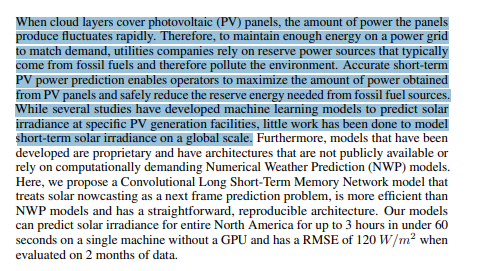 When cloud layers cover photovoltaic (PV) panels, the amount of power the panels
produce fluctuates rapidly. Therefore, to maintain enough energy on a power grid
to match demand, utilities companies rely on reserve power sources that typically
come from fossil fuels and therefore pollute the environment. Accurate short-term
PV power prediction enables operators to maximize the amount of power obtained
from PV panels and safely reduce the reserve energy needed from fossil fuel sources.
While several studies have developed machine learning models to predict solar
irradiance at specific PV generation facilities, little work has been done to model
short-term solar irradiance on a global scale. Furthermore, models that have been
developed are proprietary and have architectures that are not publicly available or
rely on computationally demanding Numerical Weather Prediction (NWP) models.
Here, we propose a Convolutional Long Short-Term Memory Network model that
treats solar nowcasting as a next frame prediction problem, is more efficient than
NWP models and has a straightforward, reproducible architecture. Our models
can predict solar irradiance for entire North America for up to 3 hours in under 60
seconds on a single machine without a GPU and has a RMSE of 120 W/m² when
evaluated on 2 months of data.